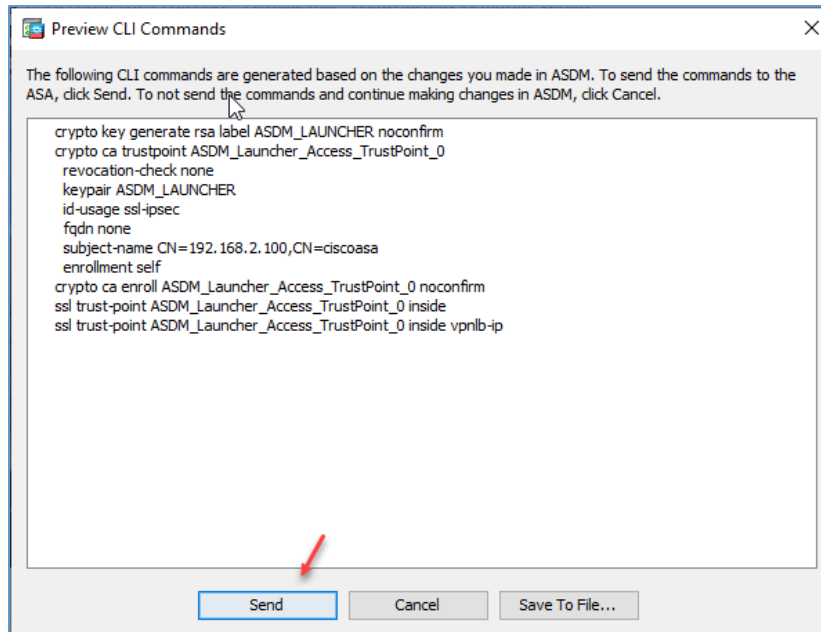 Preview CLI Commands
The following CLI commands are generated based on the changes you made in ASDM. To send the commands to the
ASA, click Send. To not send the commands and continue making changes in ASDM, click Cancel.
crypto key generate rsa label ASDM_LAUNCHER noconfirm
crypto ca trustpoint ASDM_Launcher_Access_TrustPoint_0
revocation-check none
keypair ASDM_LAUNCHER
id-usage ssl-ipsec
fqdn none
subject-name CN=192.168.2.100,CN=ciscoasa
enrollment self
crypto ca enroll ASDM_Launcher_Access_TrustPoint_0 noconfirm
ssl trust-point ASDM_Launcher_Access_TrustPoint_0 inside
ssl trust-point ASDM_Launcher_Access_TrustPoint_0 inside vpnlb-ip
Send Cancel Save To File...